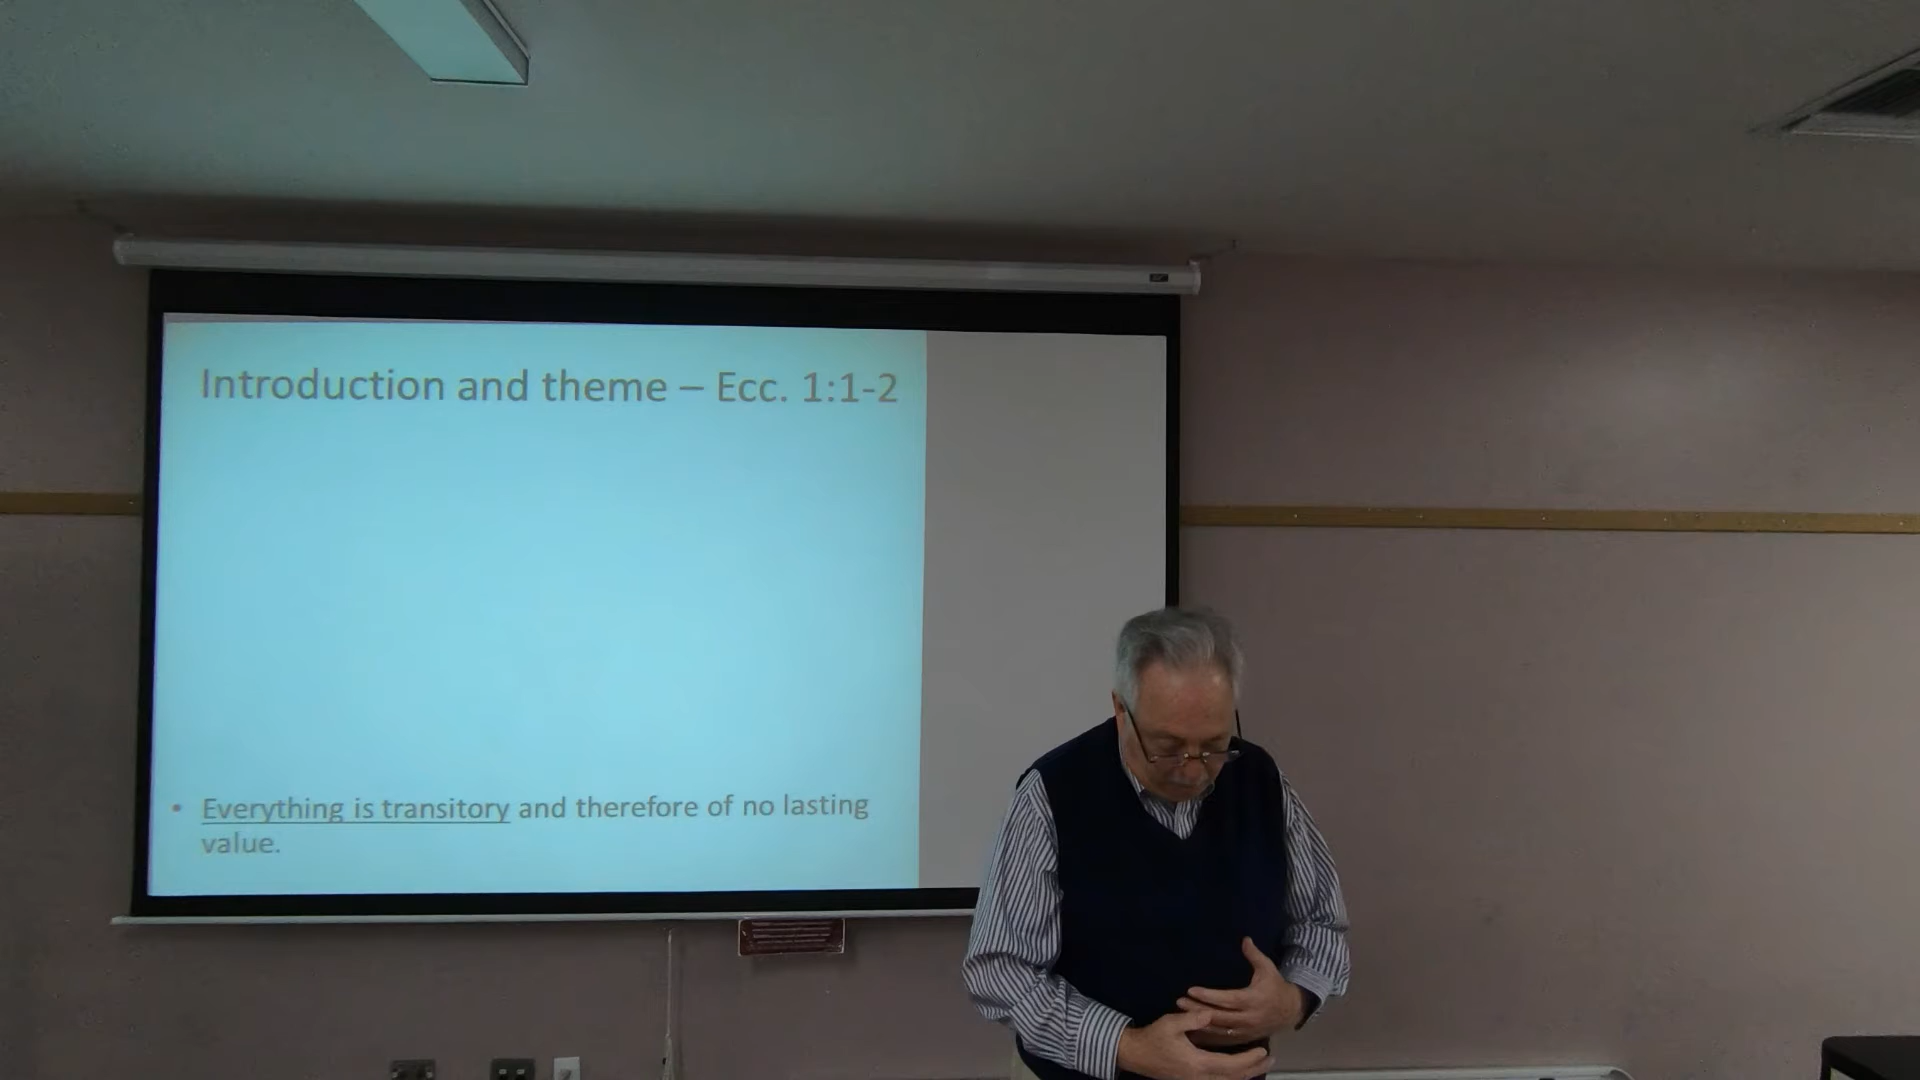 Introduction and theme – Ecc. 1:1-2
• Everything is transitory and therefore of no lasting
value.